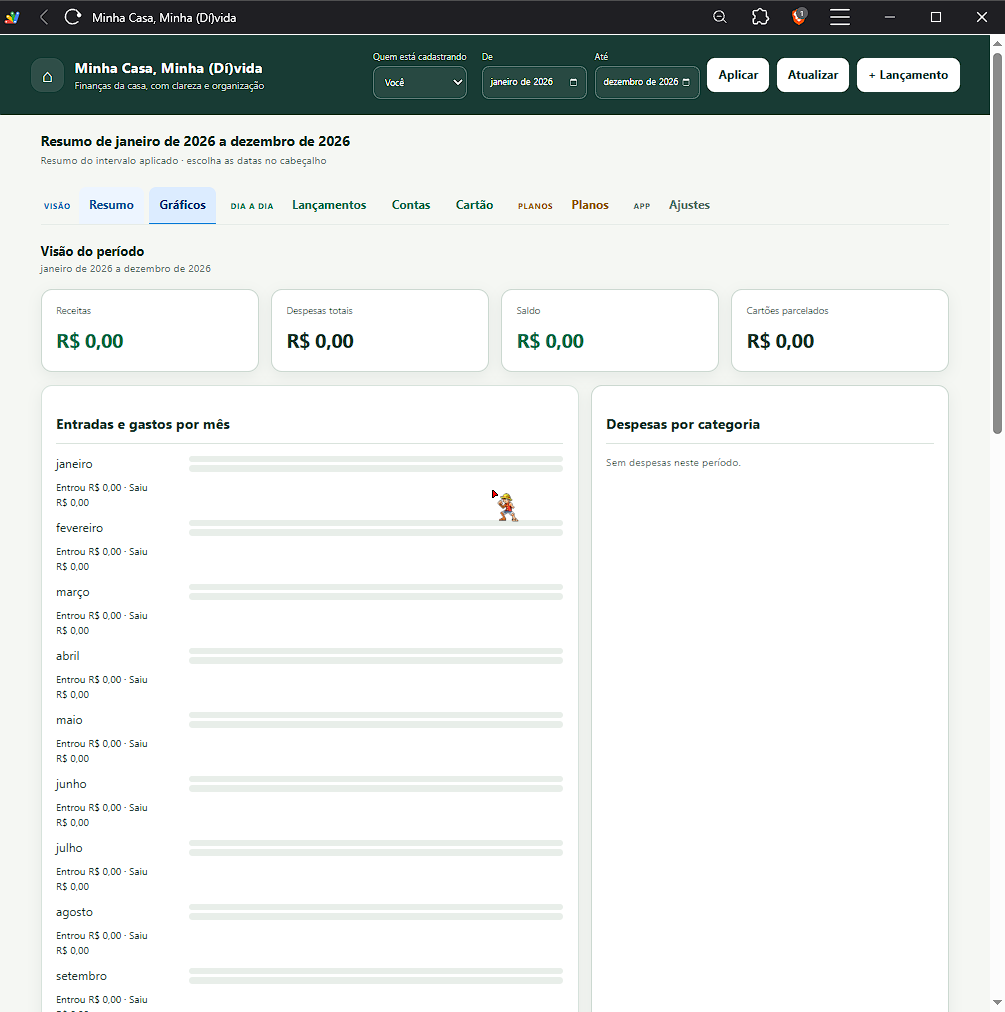 Minha Casa, Minha (Dí)vida
1
Minha Casa, Minha (Dí)vida
Finanças da casa, com clareza e organização
Quem está cadastrando
Você
De
janeiro de 2026
Até
dezembro de 2026
Aplicar
Atualizar
+ Lançamento
Resumo de janeiro de 2026 a dezembro de 2026
Resumo do intervalo aplicado · escolha as datas no cabeçalho
VISÃO Resumo Gráficos DIA A DIA Lançamentos Contas Cartão PLANOS Planos APP Ajustes
Visão do período
janeiro de 2026 a dezembro de 2026
Receitas
R$ 0,00
Despesas totais
R$ 0,00
Saldo
R$ 0,00
Cartões parcelados
R$ 0,00
Entradas e gastos por mês
janeiro
Entrou R$ 0,00 · Saiu
R$ 0,00
fevereiro
Entrou R$ 0,00 · Saiu
R$ 0,00
março
Entrou R$ 0,00 · Saiu
R$ 0,00
abril
Entrou R$ 0,00 · Saiu
R$ 0,00
maio
Entrou R$ 0,00 · Saiu
R$ 0,00
junho
Entrou R$ 0,00 · Saiu
R$ 0,00
julho
Entrou R$ 0,00 · Saiu
R$ 0,00
agosto
Entrou R$ 0,00 · Saiu
R$ 0,00
setembro
Entrou R$ 0,00 · Saiu
Despesas por categoria
Sem despesas neste período.